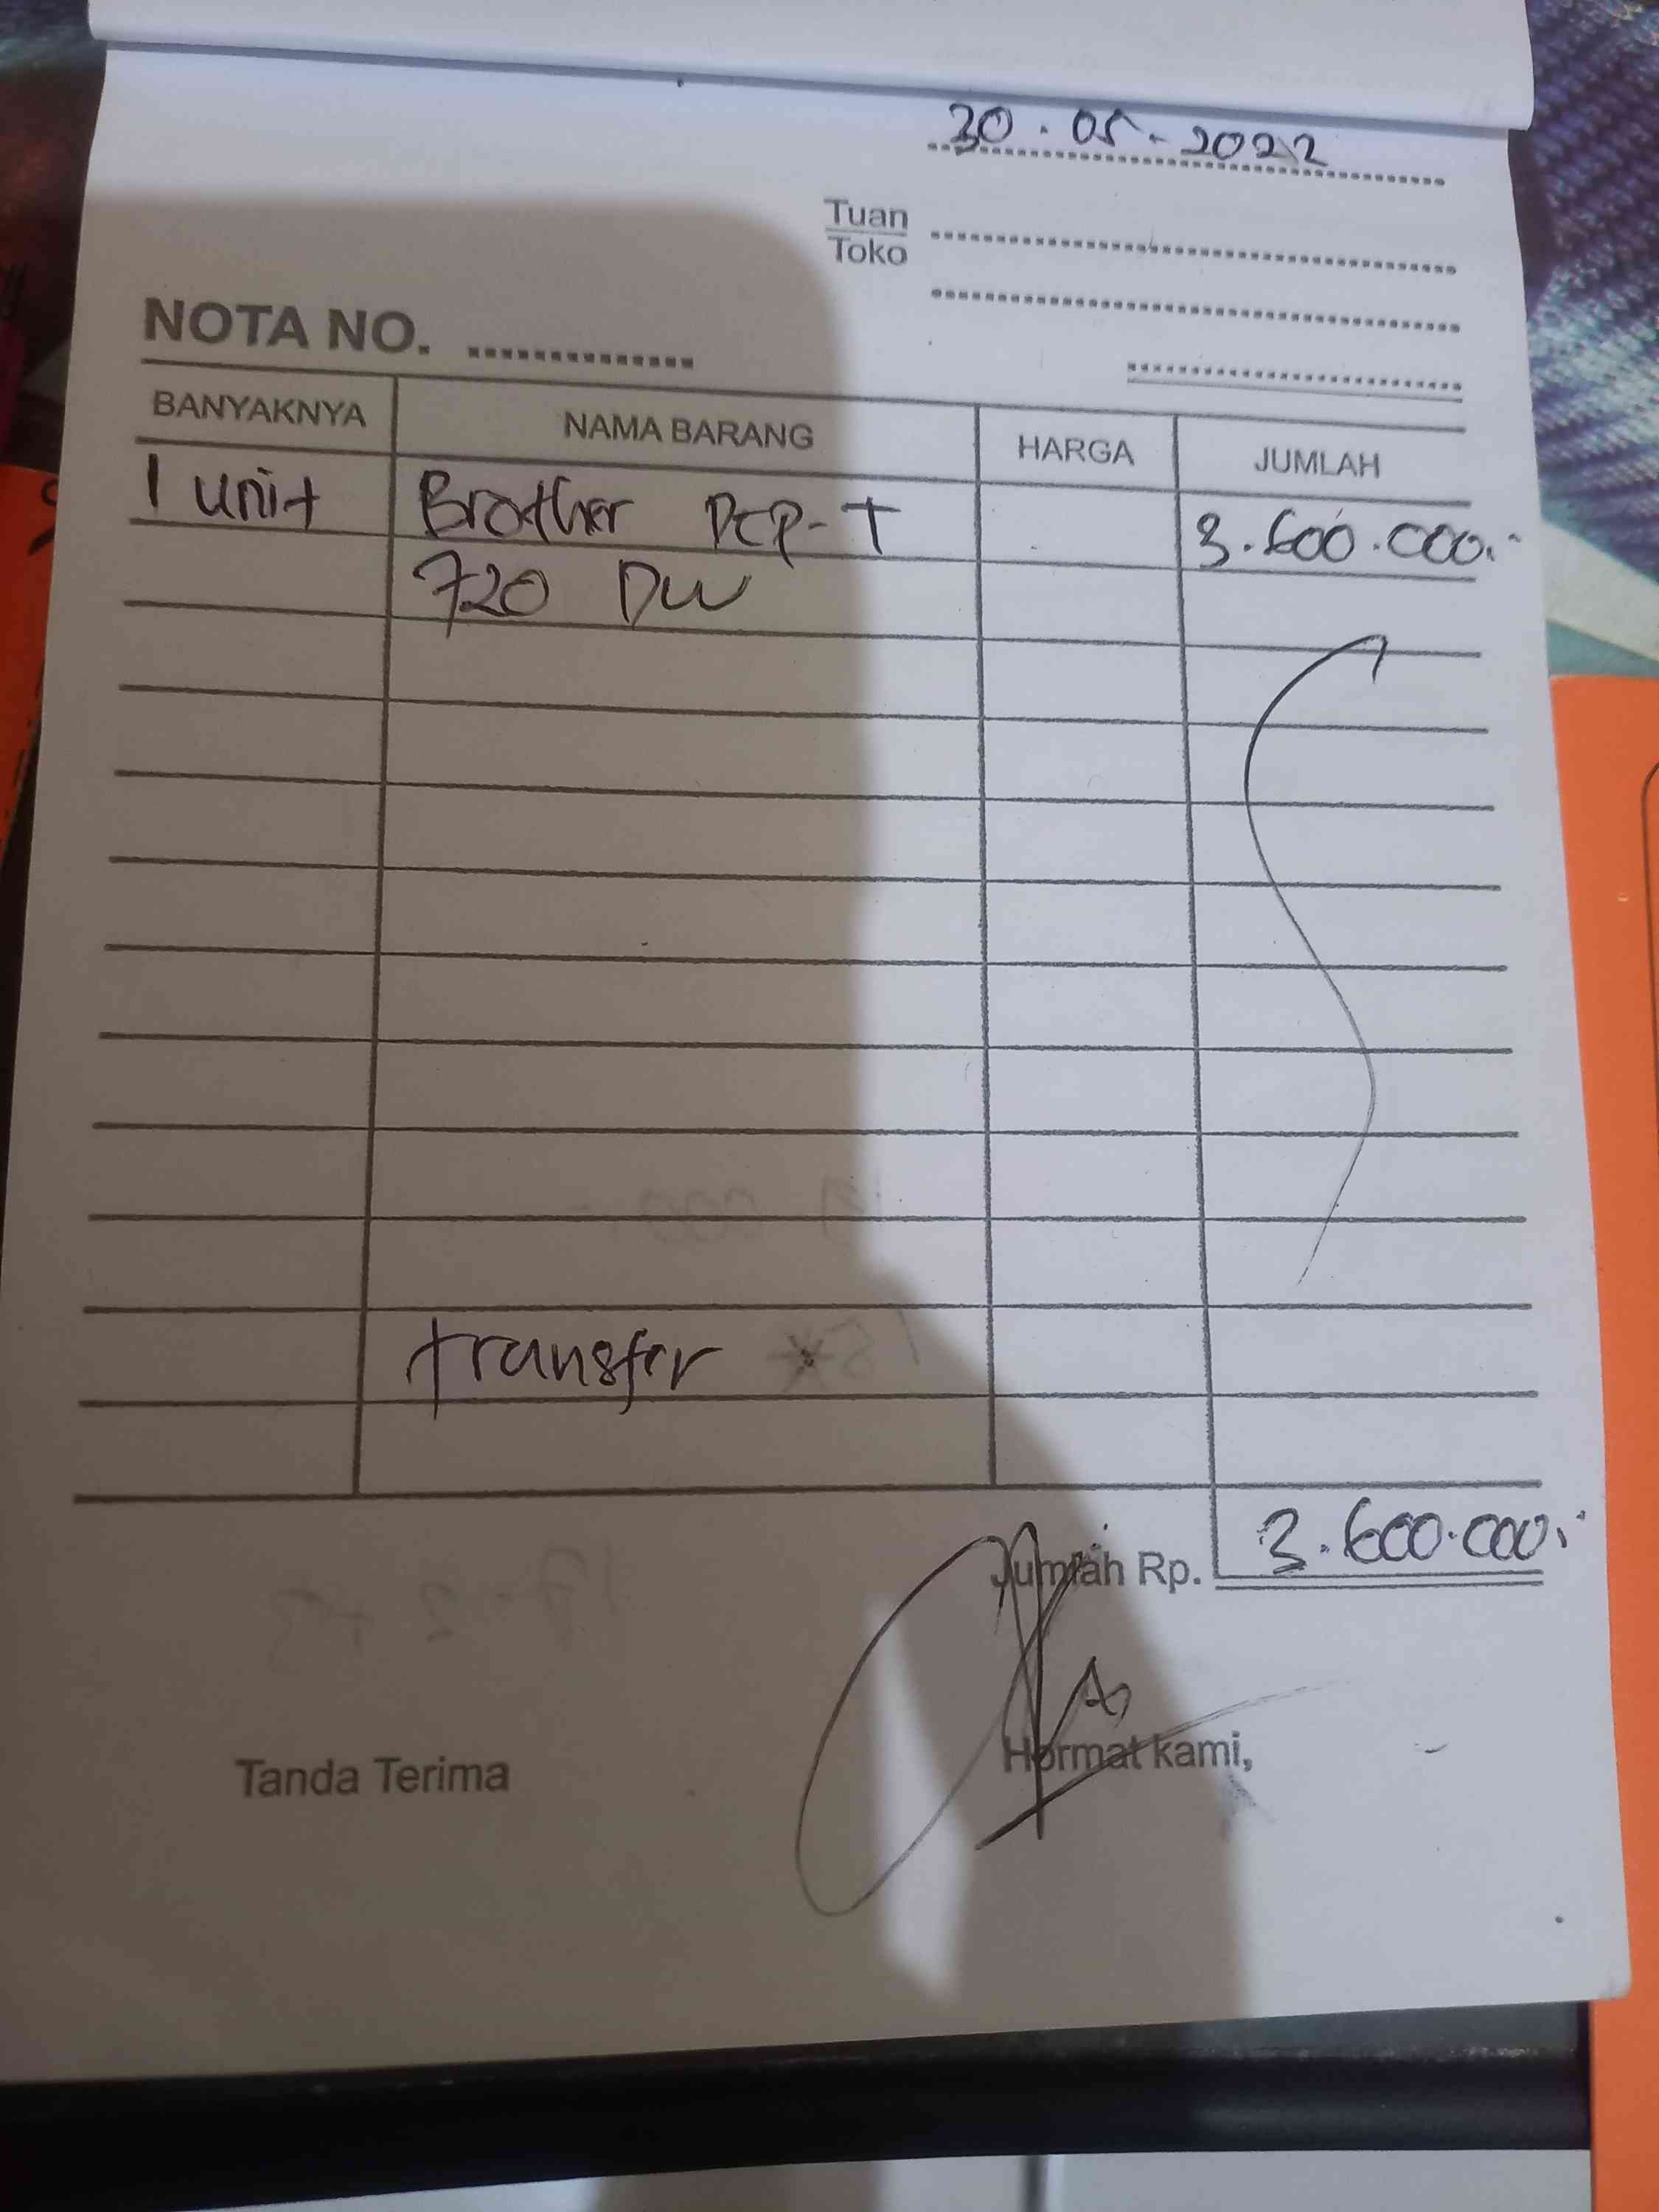 30.05-2022
Tuan
Toko
NOTA NO. ..............
BANYAKNYA NAMA BARANG HARGA JUMLAH
1 unit Brother DCP-T 3.600.000.-
720 DW
transfer *
Jumlah Rp. 3.600.000.-
Tanda Terima Hormat kami,